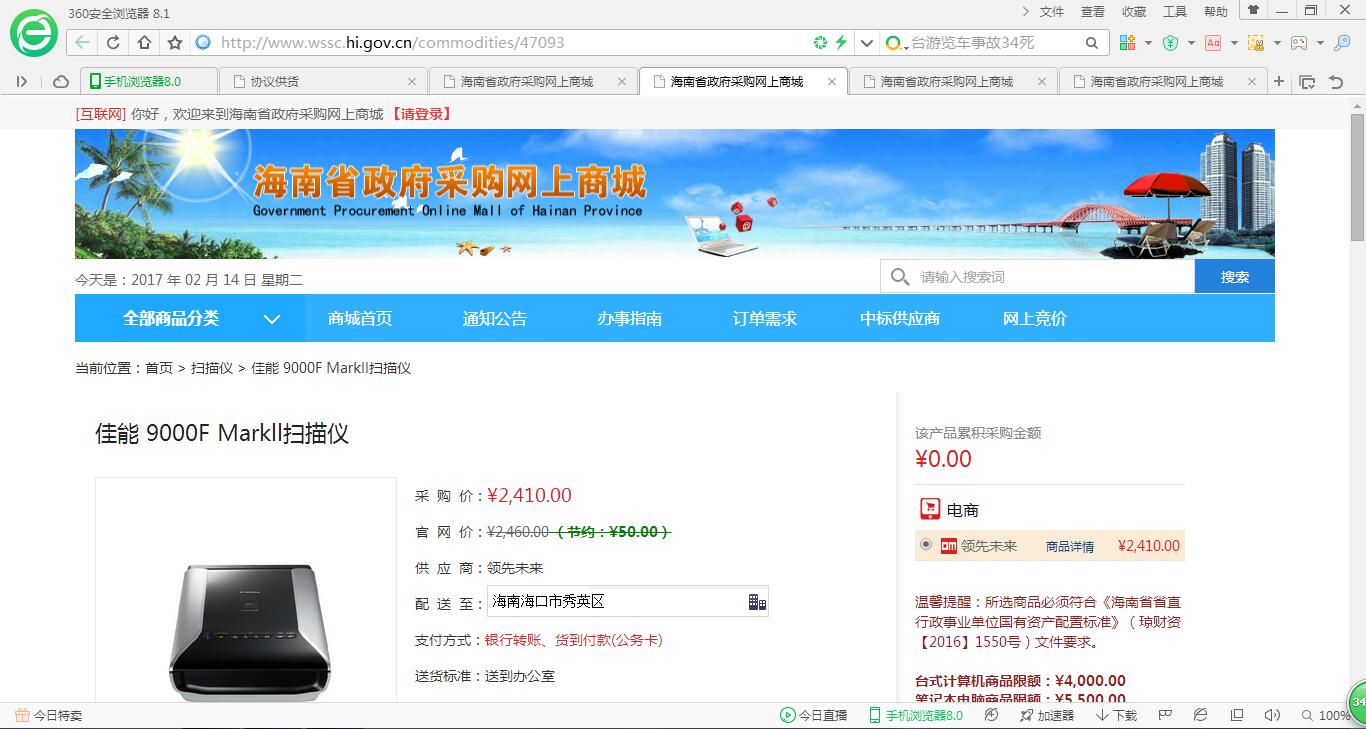 360安全浏览器 8.1
文件 查看 收藏 工具 帮助
http://www.wssc.hi.gov.cn/commodities/47093
台游览车事故34死
手机浏览器8.0
协议供货
海南省政府采购网上商城
海南省政府采购网上商城
海南省政府采购网上商城
海南省政府采购网上商城
[互联网] 你好，欢迎来到海南省政府采购网上商城 【请登录】
海南省政府采购网上商城
Government Procurement Online Mall of Hainan Province
今天是：2017 年 02 月 14 日 星期二
请输入搜索词
搜索
全部商品分类 商城首页 通知公告 办事指南 订单需求 中标供应商 网上竞价
当前位置：首页 > 扫描仪 > 佳能 9000F MarkII扫描仪
佳能 9000F MarkII扫描仪
采 购 价：¥2,410.00
官 网 价：¥2,460.00（节约：¥50.00）
供 应 商：领先未来
配 送 至：海南海口市秀英区
支付方式：银行转账、货到付款(公务卡)
送货标准：送到办公室
该产品累积采购金额
¥0.00
电商
领先未来 商品详情 ¥2,410.00
温馨提醒：所选商品必须符合《海南省省直
行政事业单位国有资产配置标准》（琼财资
【2016】1550号）文件要求。
台式计算机商品限额：¥4,000.00
笔记本电脑商品限额：¥5,500.00
今日特卖
今日直播 手机浏览器8.0 加速器 下载 100%
34